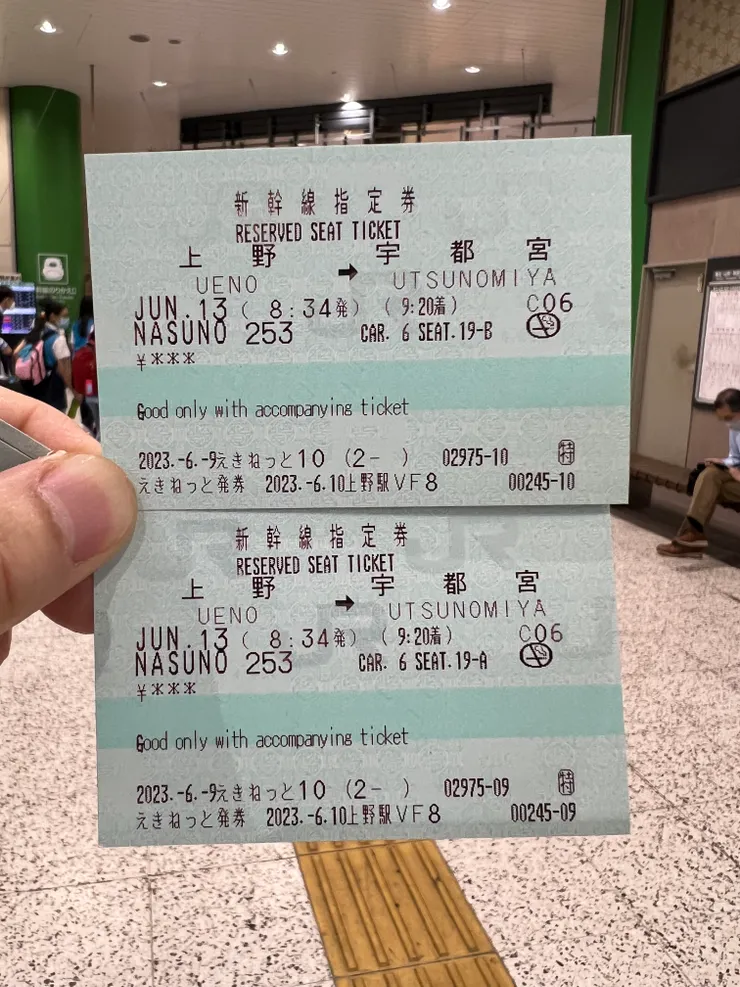 新幹線指定券
RESERVED SEAT TICKET
上野 → 宇都宮
UENO UTSUNOMIYA
JUN.13 ( 8:34発) ( 9:20着) C06
NASUNO 253 CAR. 6 SEAT.19-B
¥***
Good only with accompanying ticket
2023.-6.-9えきねっと10 (2- ) 02975-10 特
えきねっと発券 2023.-6.10上野駅VF8 00245-10
新幹線指定券
RESERVED SEAT TICKET
上野 → 宇都宮
UENO UTSUNOMIYA
JUN.13 ( 8:34発) ( 9:20着) C06
NASUNO 253 CAR. 6 SEAT.19-A
¥***
Good only with accompanying ticket
2023.-6.-9えきねっと10 (2- ) 02975-09 特
えきねっと発券 2023.-6.10上野駅VF8 00245-09